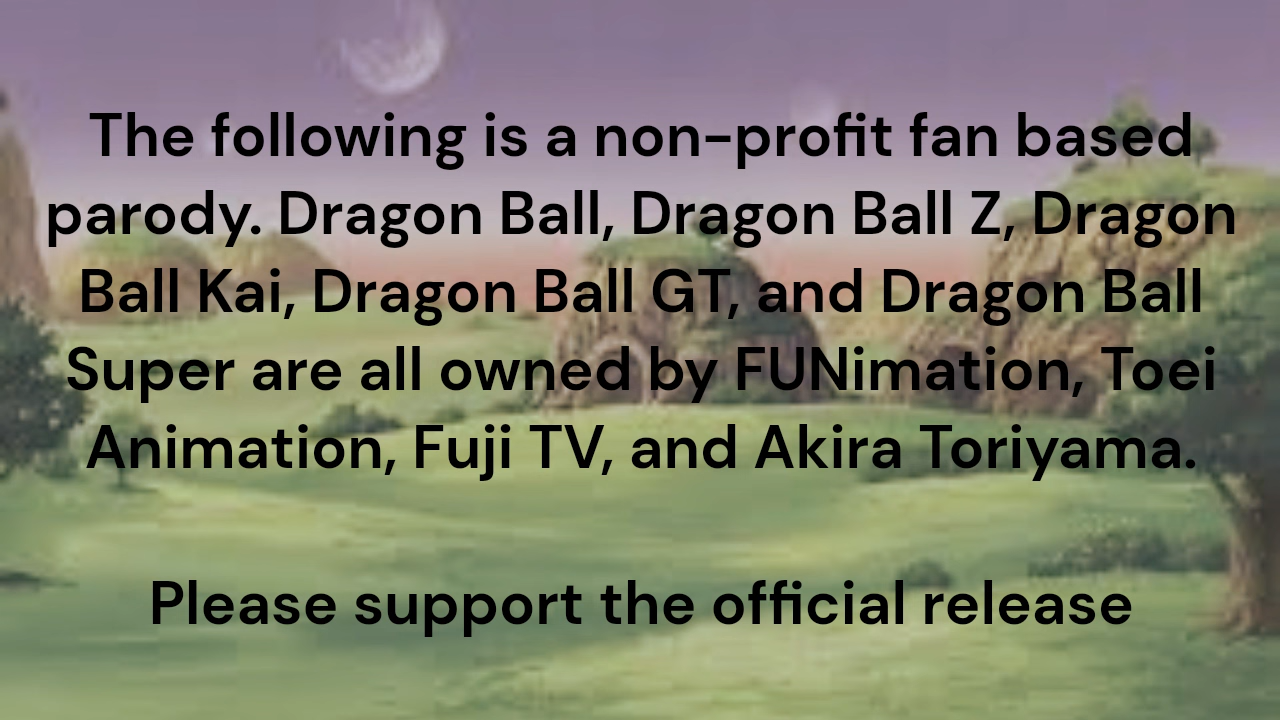 The following is a non-profit fan based
parody. Dragon Ball, Dragon Ball Z, Dragon
Ball Kai, Dragon Ball GT, and Dragon Ball
Super are all owned by FUNimation, Toei
Animation, Fuji TV, and Akira Toriyama.
Please support the official release